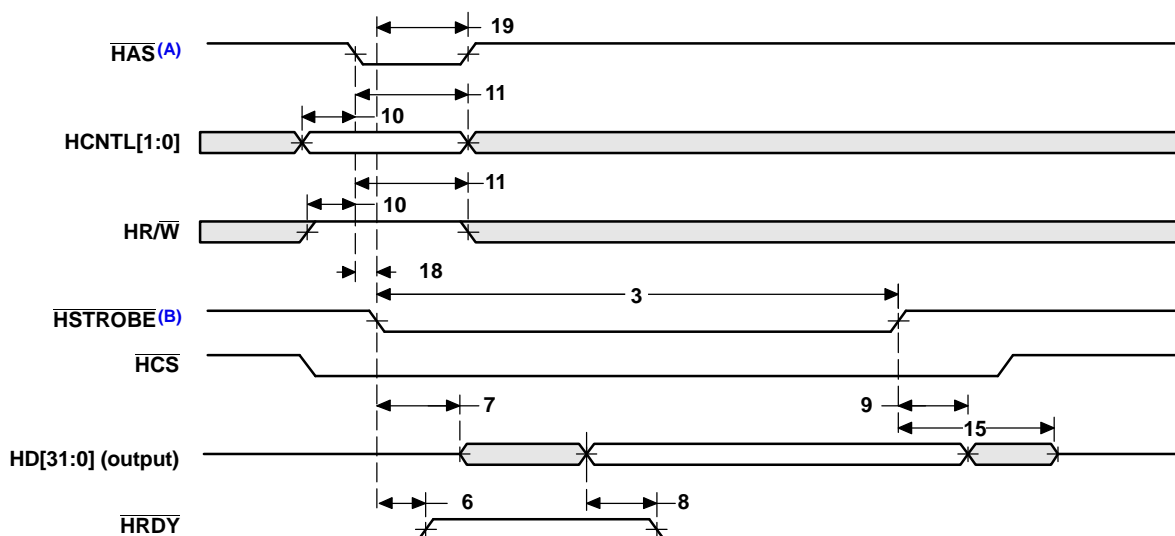 19
HAS(A)
11
10
HCNTL[1:0]
11
10
HR/W
18
3
HSTROBE(B)
HCS
7
9
15
HD[31:0] (output)
6
8
HRDY